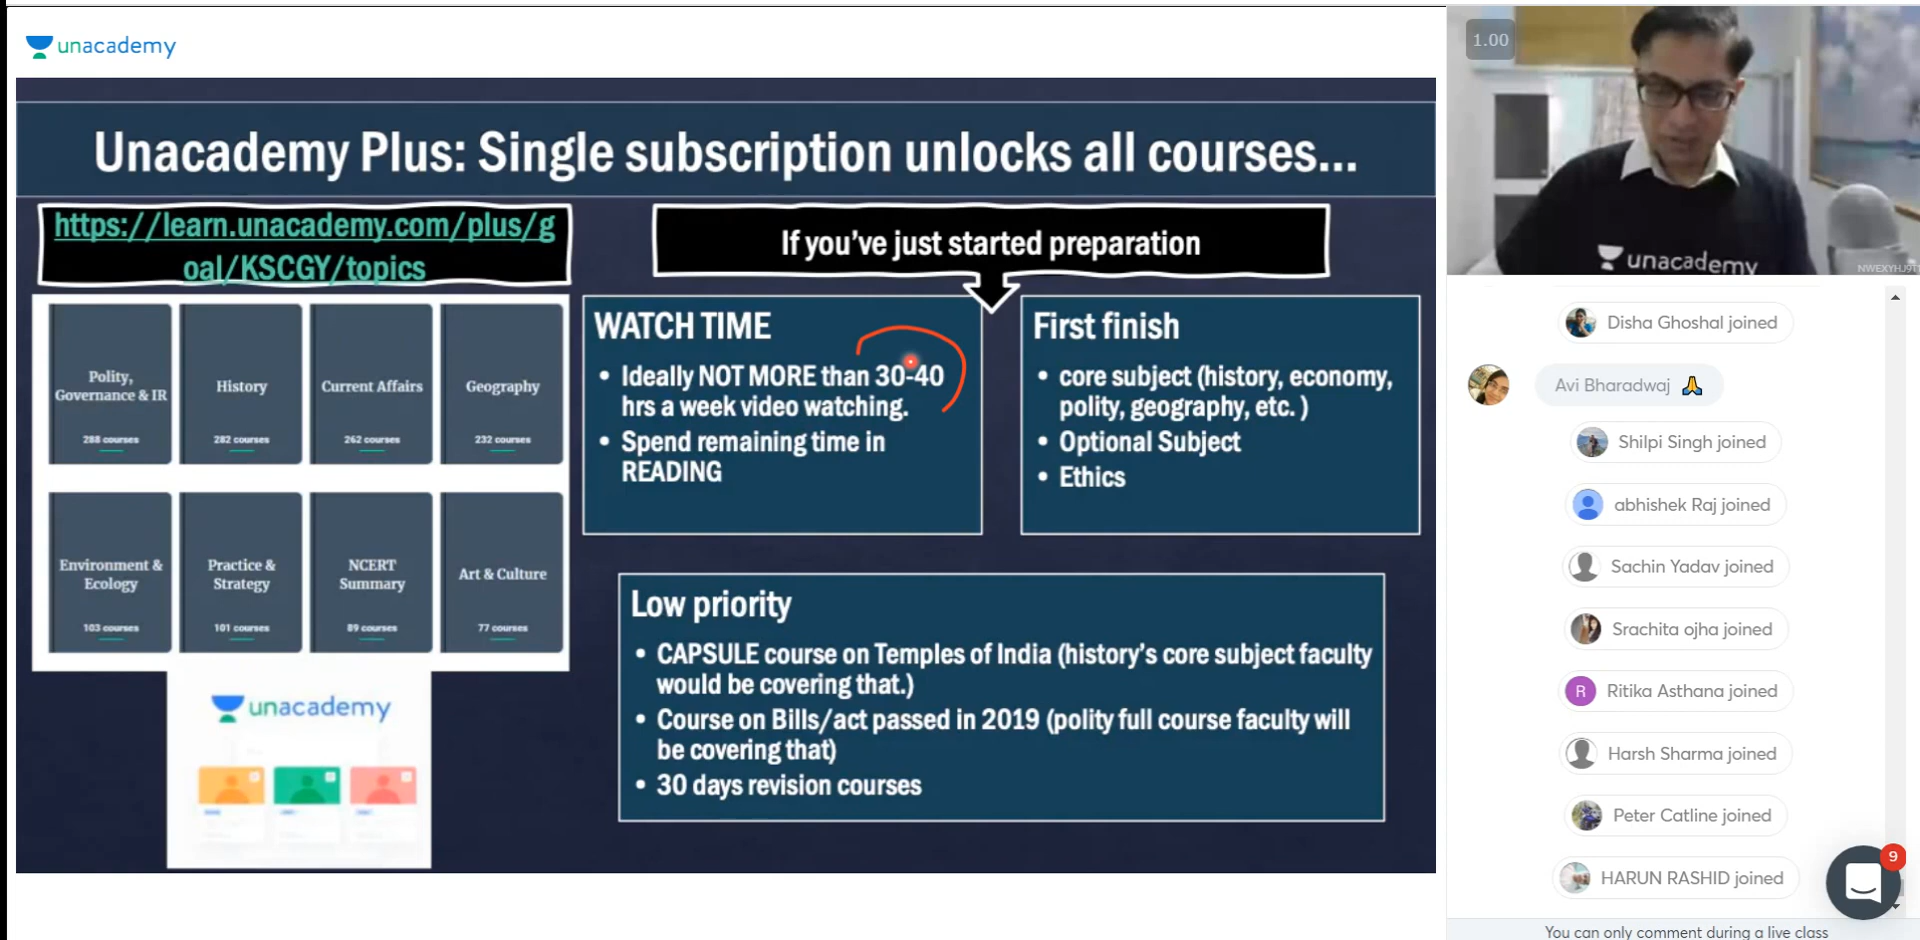 unacademy
Unacademy Plus: Single subscription unlocks all courses...
https://learn.unacademy.com/plus/g
oal/KSCGY/topics
Polity,
Governance & IR
288 courses
History
282 courses
Current Affairs
262 courses
Geography
232 courses
Environment &
Ecology
103 courses
Practice &
Strategy
101 courses
NCERT
Summary
89 courses
Art & Culture
77 courses
unacademy
If you've just started preparation
WATCH TIME
• Ideally NOT MORE than 30-40
hrs a week video watching.
• Spend remaining time in
READING
First finish
• core subject (history, economy,
polity, geography, etc. )
• Optional Subject
• Ethics
Low priority
• CAPSULE course on Temples of India (history's core subject faculty
would be covering that.)
• Course on Bills/act passed in 2019 (polity full course faculty will
be covering that)
• 30 days revision courses
1.00
unacademy
Disha Ghoshal joined
Avi Bharadwaj 🙏
Shilpi Singh joined
abhishek Raj joined
Sachin Yadav joined
Srachita ojha joined
R
Ritika Asthana joined
Harsh Sharma joined
Peter Catline joined
HARUN RASHID joined
9
You can only comment during a live class